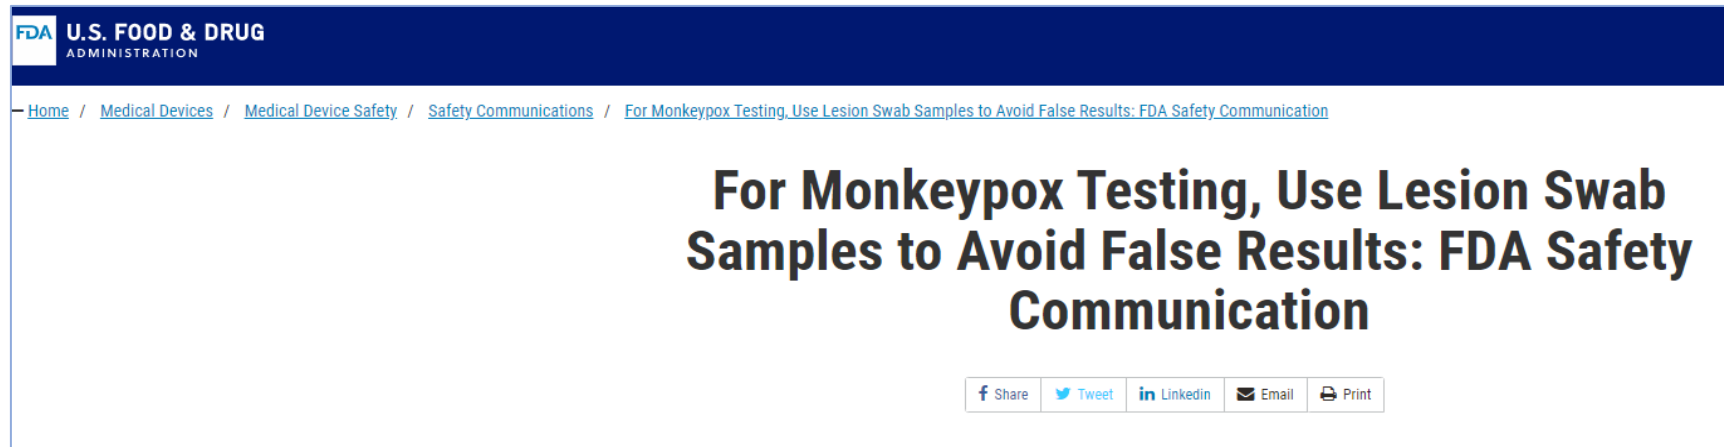 FDA U.S. FOOD & DRUG
ADMINISTRATION
Home / Medical Devices / Medical Device Safety / Safety Communications / For Monkeypox Testing, Use Lesion Swab Samples to Avoid False Results: FDA Safety Communication
For Monkeypox Testing, Use Lesion Swab
Samples to Avoid False Results: FDA Safety
Communication
f Share Tweet in Linkedin Email Print